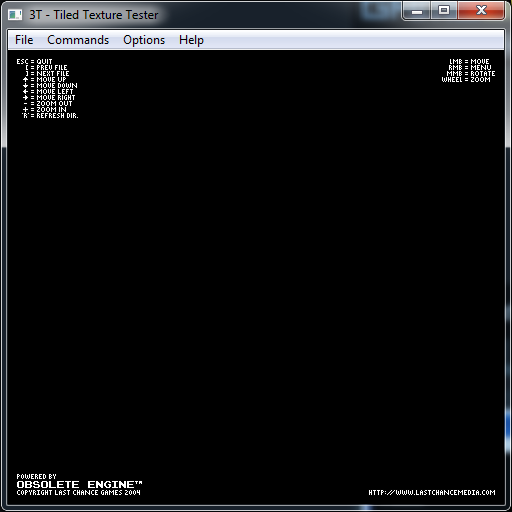 3T - Tiled Texture Tester
File Commands Options Help
ESC = QUIT
[ = PREV FILE
] = NEXT FILE
↑ = MOVE UP
↓ = MOVE DOWN
← = MOVE LEFT
→ = MOVE RIGHT
- = ZOOM OUT
+ = ZOOM IN
'R' = REFRESH DIR.
LMB = MOVE
RMB = MENU
MMB = ROTATE
WHEEL = ZOOM
POWERED BY
OBSOLETE ENGINE™
COPYRIGHT LAST CHANCE GAMES 2004
HTTP://WWW.LASTCHANCEMEDIA.COM